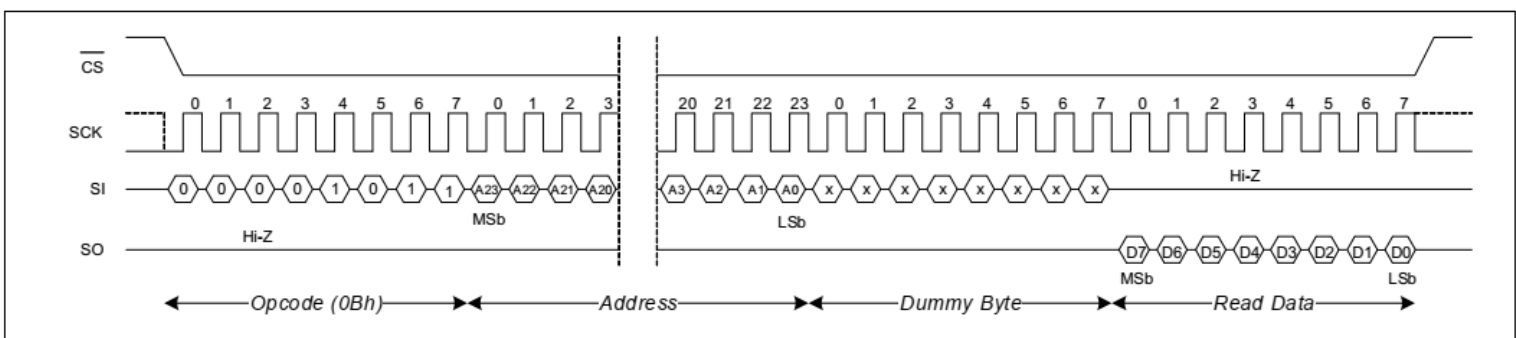 CS
0 1 2 3 4 5 6 7 0 1 2 3 20 21 22 23 0 1 2 3 4 5 6 7 0 1 2 3 4 5 6 7
SCK
SI 0 0 0 0 1 0 1 1 A23 A22 A21 A20 A3 A2 A1 A0 X X X X X X X X Hi-Z
MSb LSb
Hi-Z
SO D7 D6 D5 D4 D3 D2 D1 D0
MSb LSb
Opcode (0Bh) Address Dummy Byte Read Data